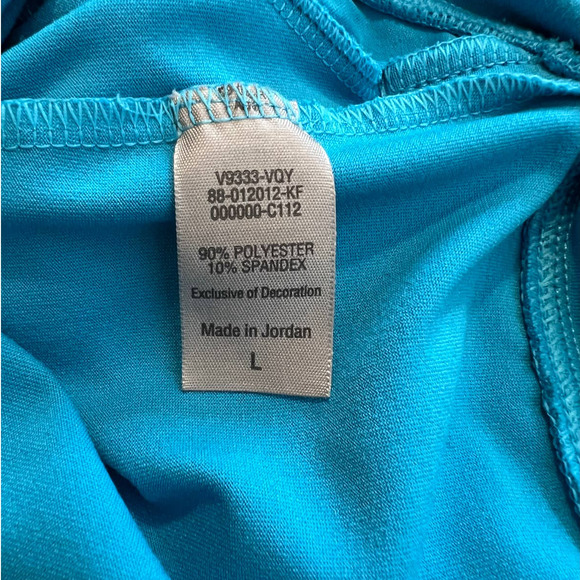 V9333-VQY
88-012012-KF
000000-C112
90% POLYESTER
10% SPANDEX
Exclusive of Decoration
Made in Jordan
L